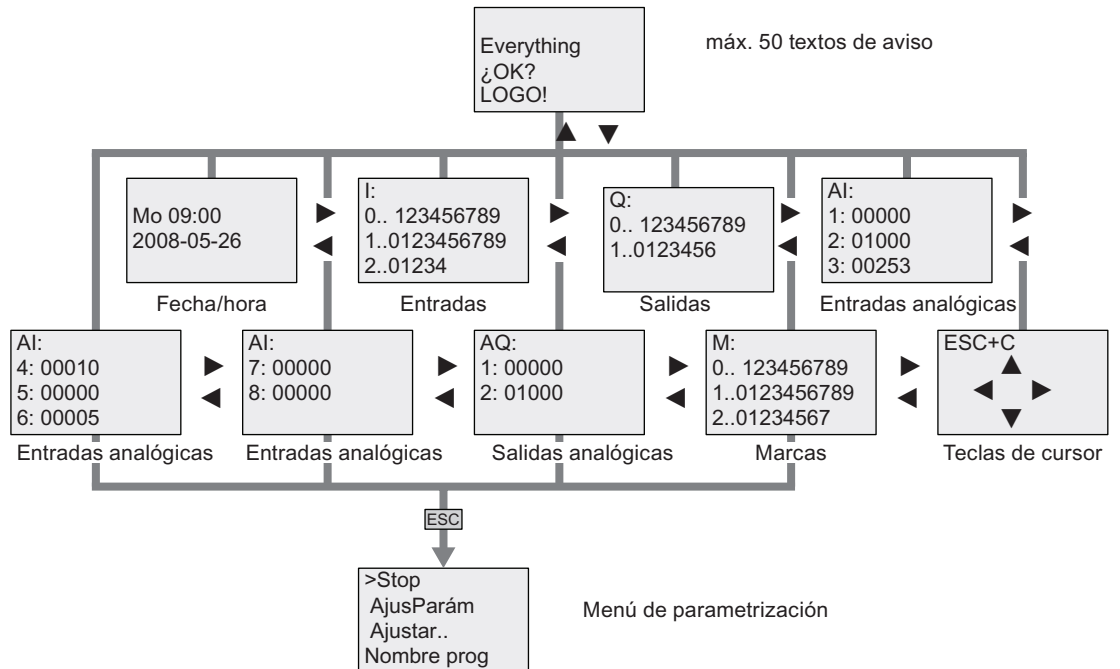 Everything
¿OK?
LOGO!
máx. 50 textos de aviso
Mo 09:00
2008-05-26
Fecha/hora
I:
0.. 123456789
1..0123456789
2..01234
Entradas
Q:
0.. 123456789
1..0123456
Salidas
AI:
1: 00000
2: 01000
3: 00253
Entradas analógicas
AI:
4: 00010
5: 00000
6: 00005
Entradas analógicas
AI:
7: 00000
8: 00000
Entradas analógicas
AQ:
1: 00000
2: 01000
Salidas analógicas
M:
0.. 123456789
1..0123456789
2..01234567
Marcas
ESC+C
Teclas de cursor
ESC
>Stop
AjusParám
Ajustar..
Nombre prog
Menú de parametrización